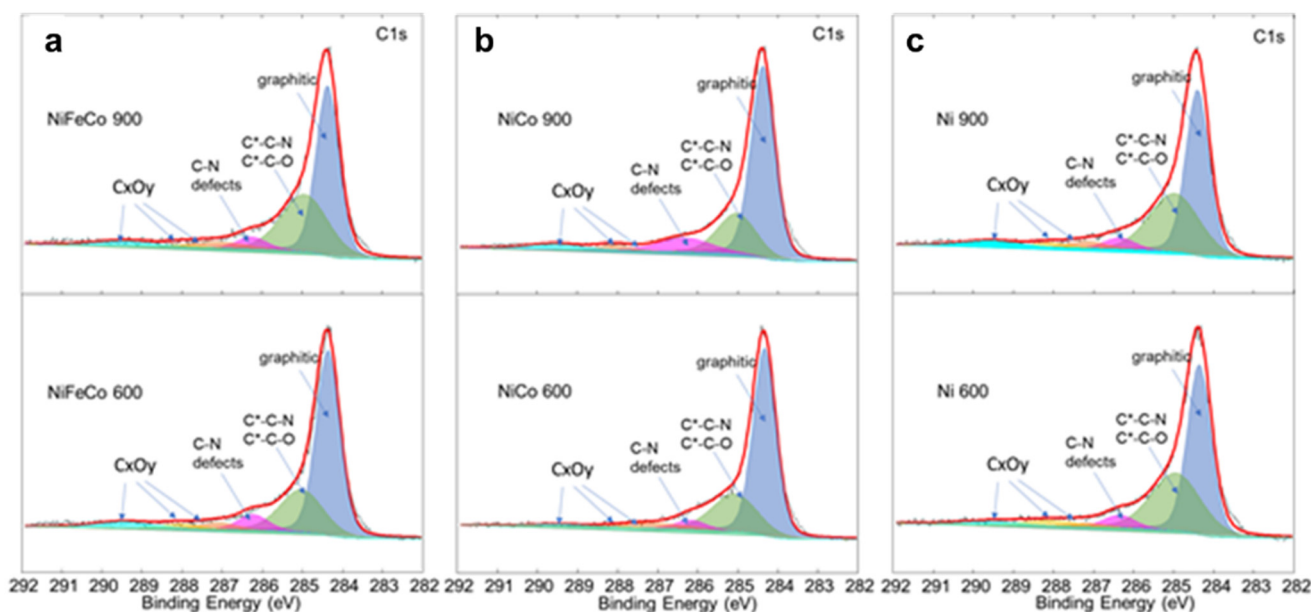 a
C1s
graphitic
NiFeCo 900
C*-C-N
C*-C-O
C-N
defects
CxOy
graphitic
NiFeCo 600
C*-C-N
C*-C-O
C-N
defects
CxOy
292 291 290 289 288 287 286 285 284 283 282
Binding Energy (eV)
b
C1s
graphitic
NiCo 900
C*-C-N
C*-C-O
C-N
defects
CxOy
graphitic
NiCo 600
C*-C-N
C*-C-O
C-N
defects
CxOy
292 291 290 289 288 287 286 285 284 283 282
Binding Energy (eV)
c
C1s
graphitic
Ni 900
C*-C-N
C*-C-O
C-N
defects
CxOy
graphitic
Ni 600
C*-C-N
C*-C-O
C-N
defects
CxOy
292 291 290 289 288 287 286 285 284 283 282
Binding Energy (eV)